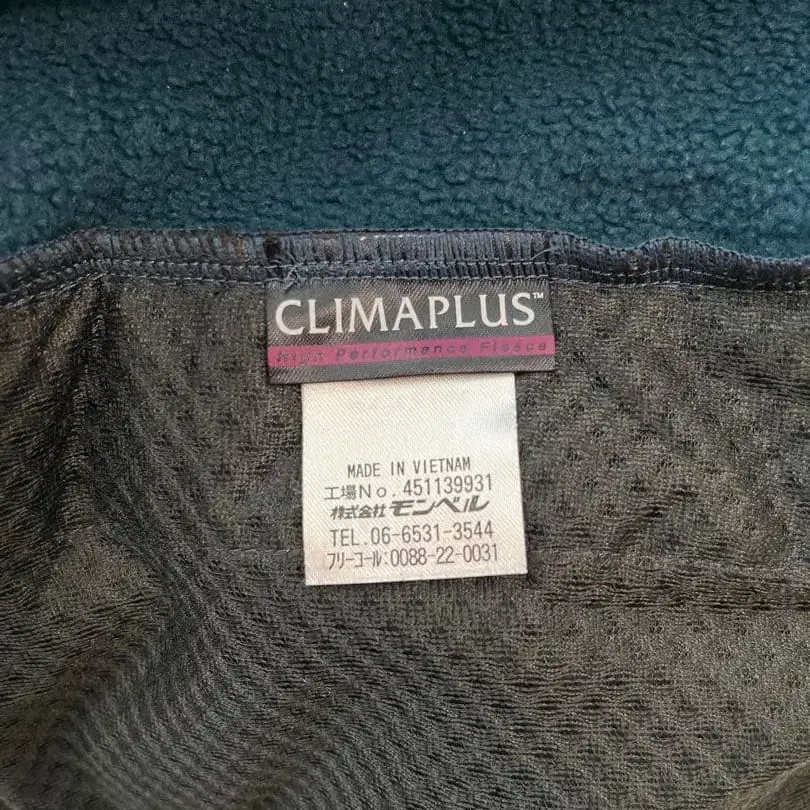 CLIMAPLUS™
High Performance Fleece
MADE IN VIETNAM
工場No. 451139931
株式会社 モンベル
TEL.06-6531-3544
フリーコール:0088-22-0031